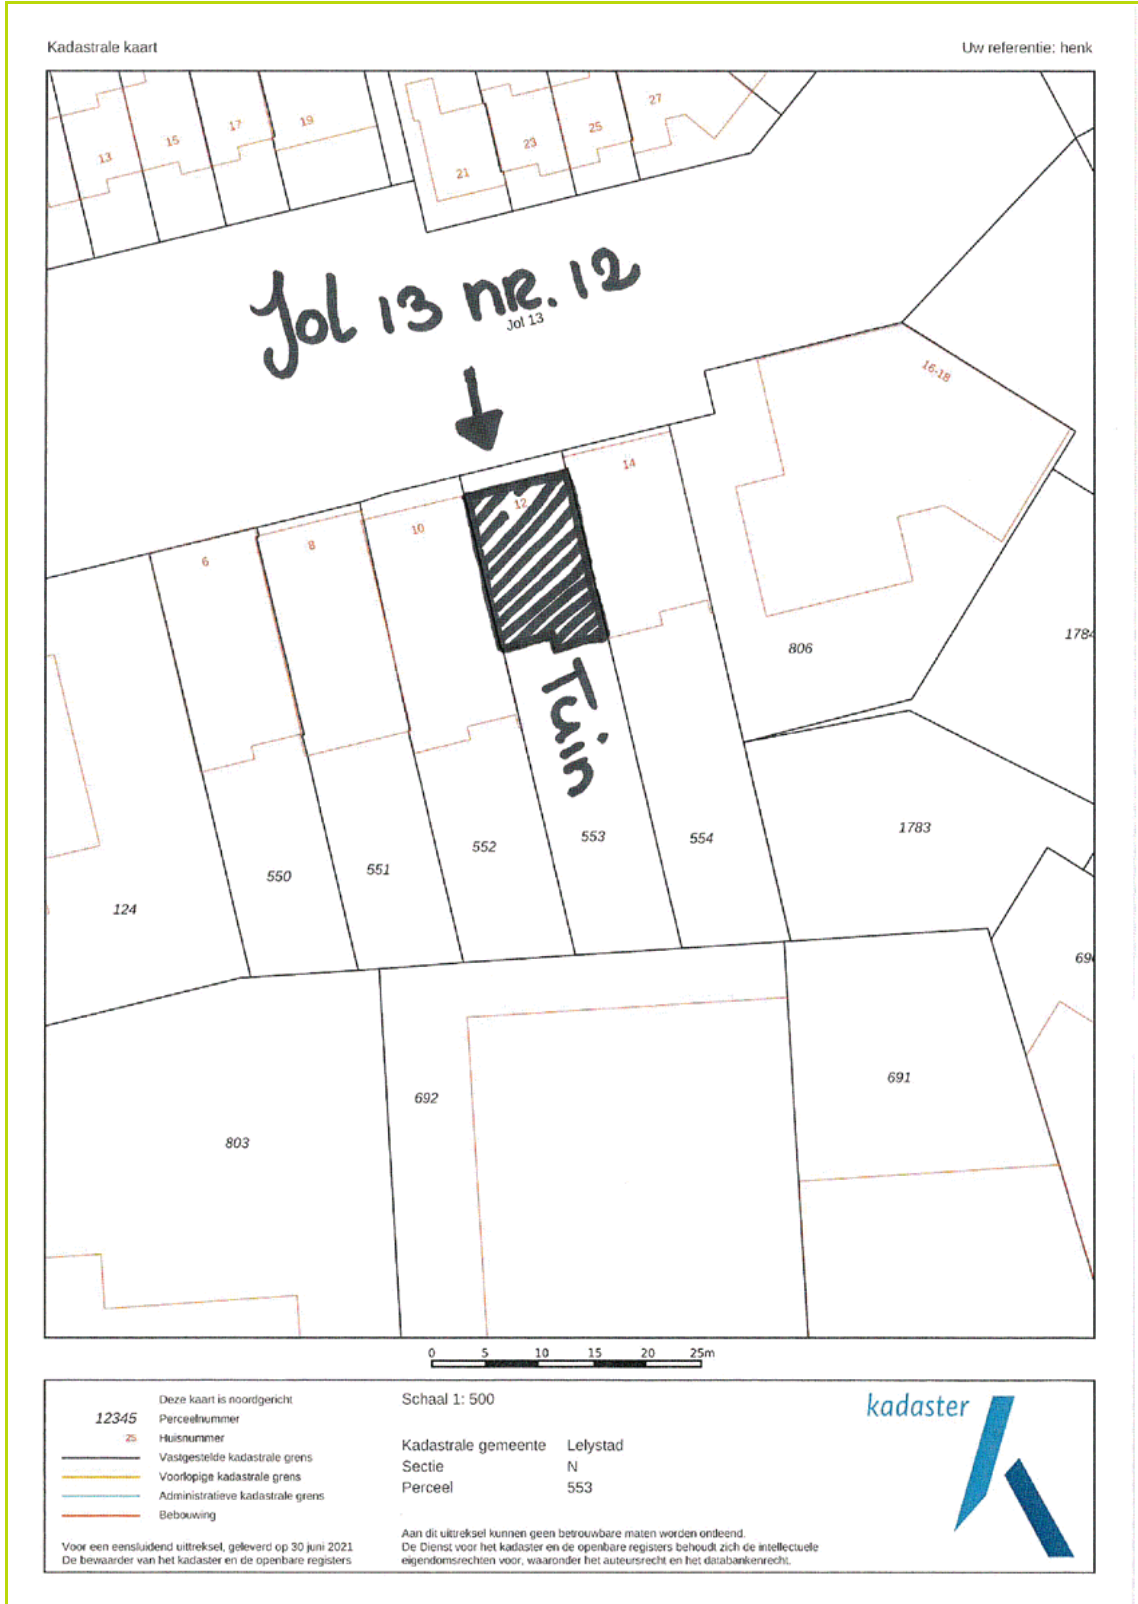 Kadastrale kaart
Uw referentie: henk
13
15
17
19
21
23
25
27
Jol 13 nr. 12
Jol 13
16-18
14
12
10
8
6
Tuin
806
1784
1783
550
551
552
553
554
124
803
692
691
0 5 10 15 20 25m
Deze kaart is noordgericht
12345 Perceelnummer
25 Huisnummer
Vastgestelde kadastrale grens
Voorlopige kadastrale grens
Administratieve kadastrale grens
Bebouwing
Voor een eensluidend uittreksel, geleverd op 30 juni 2021
De bewaarder van het kadaster en de openbare registers
Schaal 1: 500
Kadastrale gemeente Lelystad
Sectie N
Perceel 553
Aan dit uittreksel kunnen geen betrouwbare maten worden ontleend.
De Dienst voor het kadaster en de openbare registers behoudt zich de intellectuele
eigendomsrechten voor, waaronder het auteursrecht en het databankenrecht.
kadaster